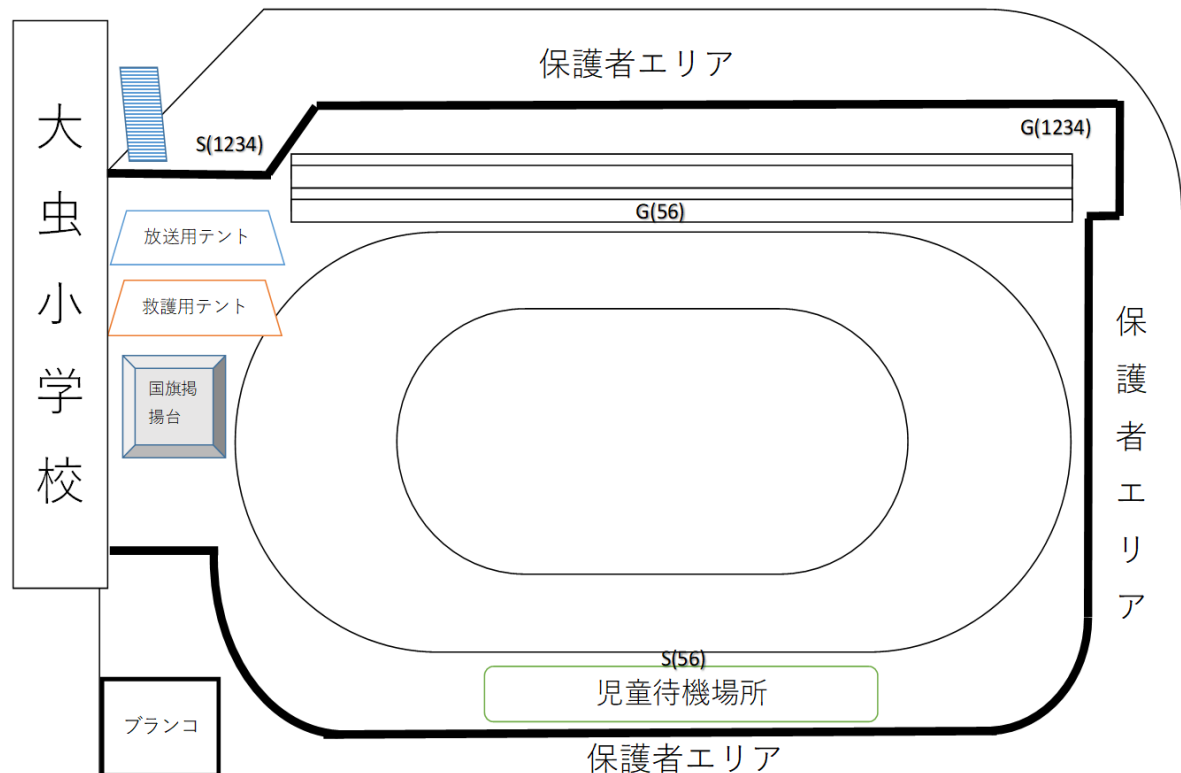 保護者エリア
大虫小学校
S(1234)
G(1234)
G(56)
放送用テント
救護用テント
国旗掲
揚台
保護者エリア
S(56)
児童待機場所
ブランコ
保護者エリア